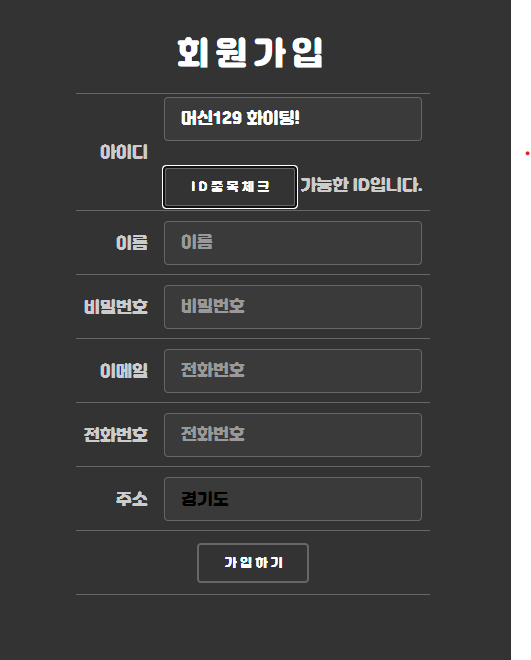 회원가입
머신129 화이팅!
아이디
ID중목체크 가능한 ID입니다.
이름 이름
비밀번호 비밀번호
이메일 전화번호
전화번호 전화번호
주소 경기도
가입하기